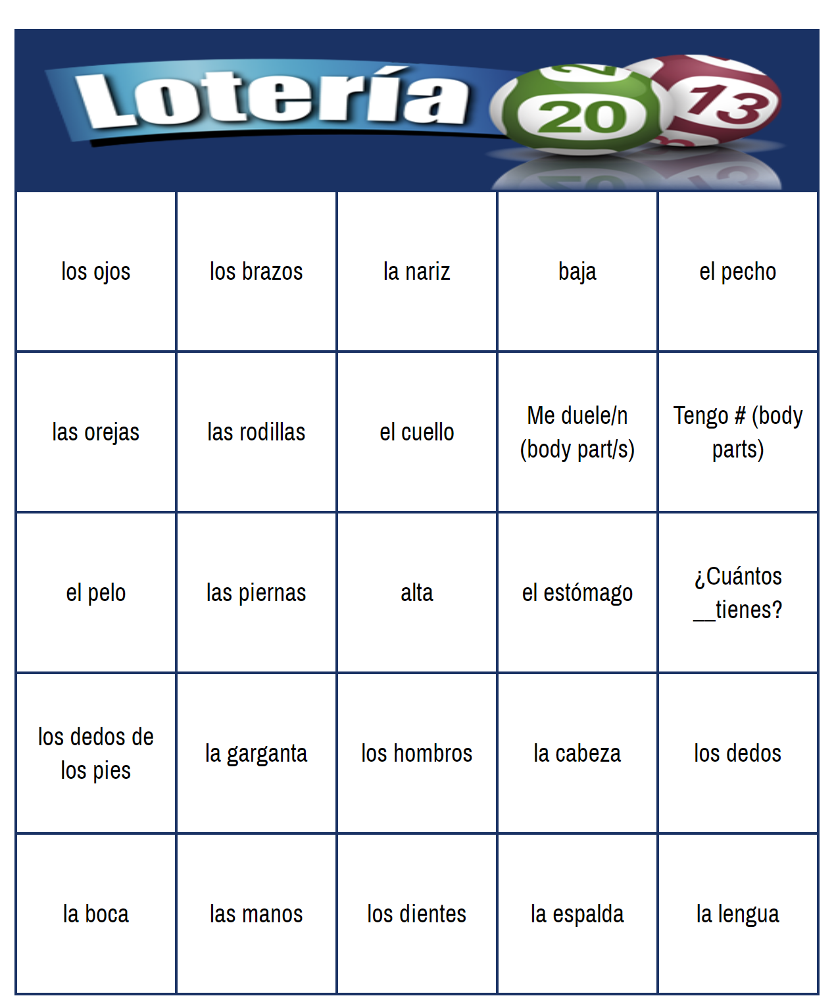 Lotería
20
13
los ojos
los brazos
la nariz
baja
el pecho
las orejas
las rodillas
el cuello
Me duele/n
(body part/s)
Tengo # (body
parts)
el pelo
las piernas
alta
el estómago
¿Cuántos
__tienes?
los dedos de
los pies
la garganta
los hombros
la cabeza
los dedos
la boca
las manos
los dientes
la espalda
la lengua